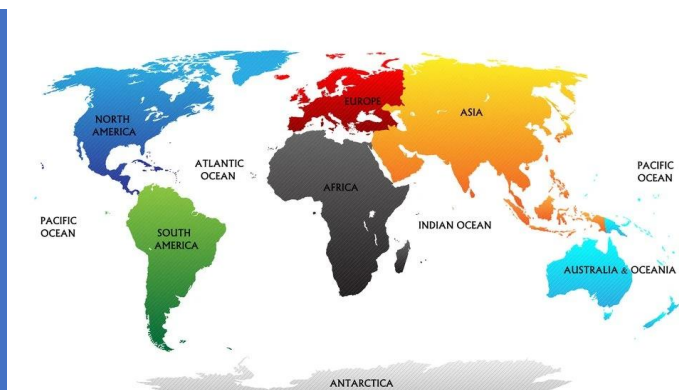 EUROPE
NORTH
AMERICA
ASIA
ATLANTIC
OCEAN
PACIFIC
OCEAN
AFRICA
PACIFIC
OCEAN
INDIAN OCEAN
SOUTH
AMERICA
AUSTRALIA & OCEANIA
ANTARCTICA